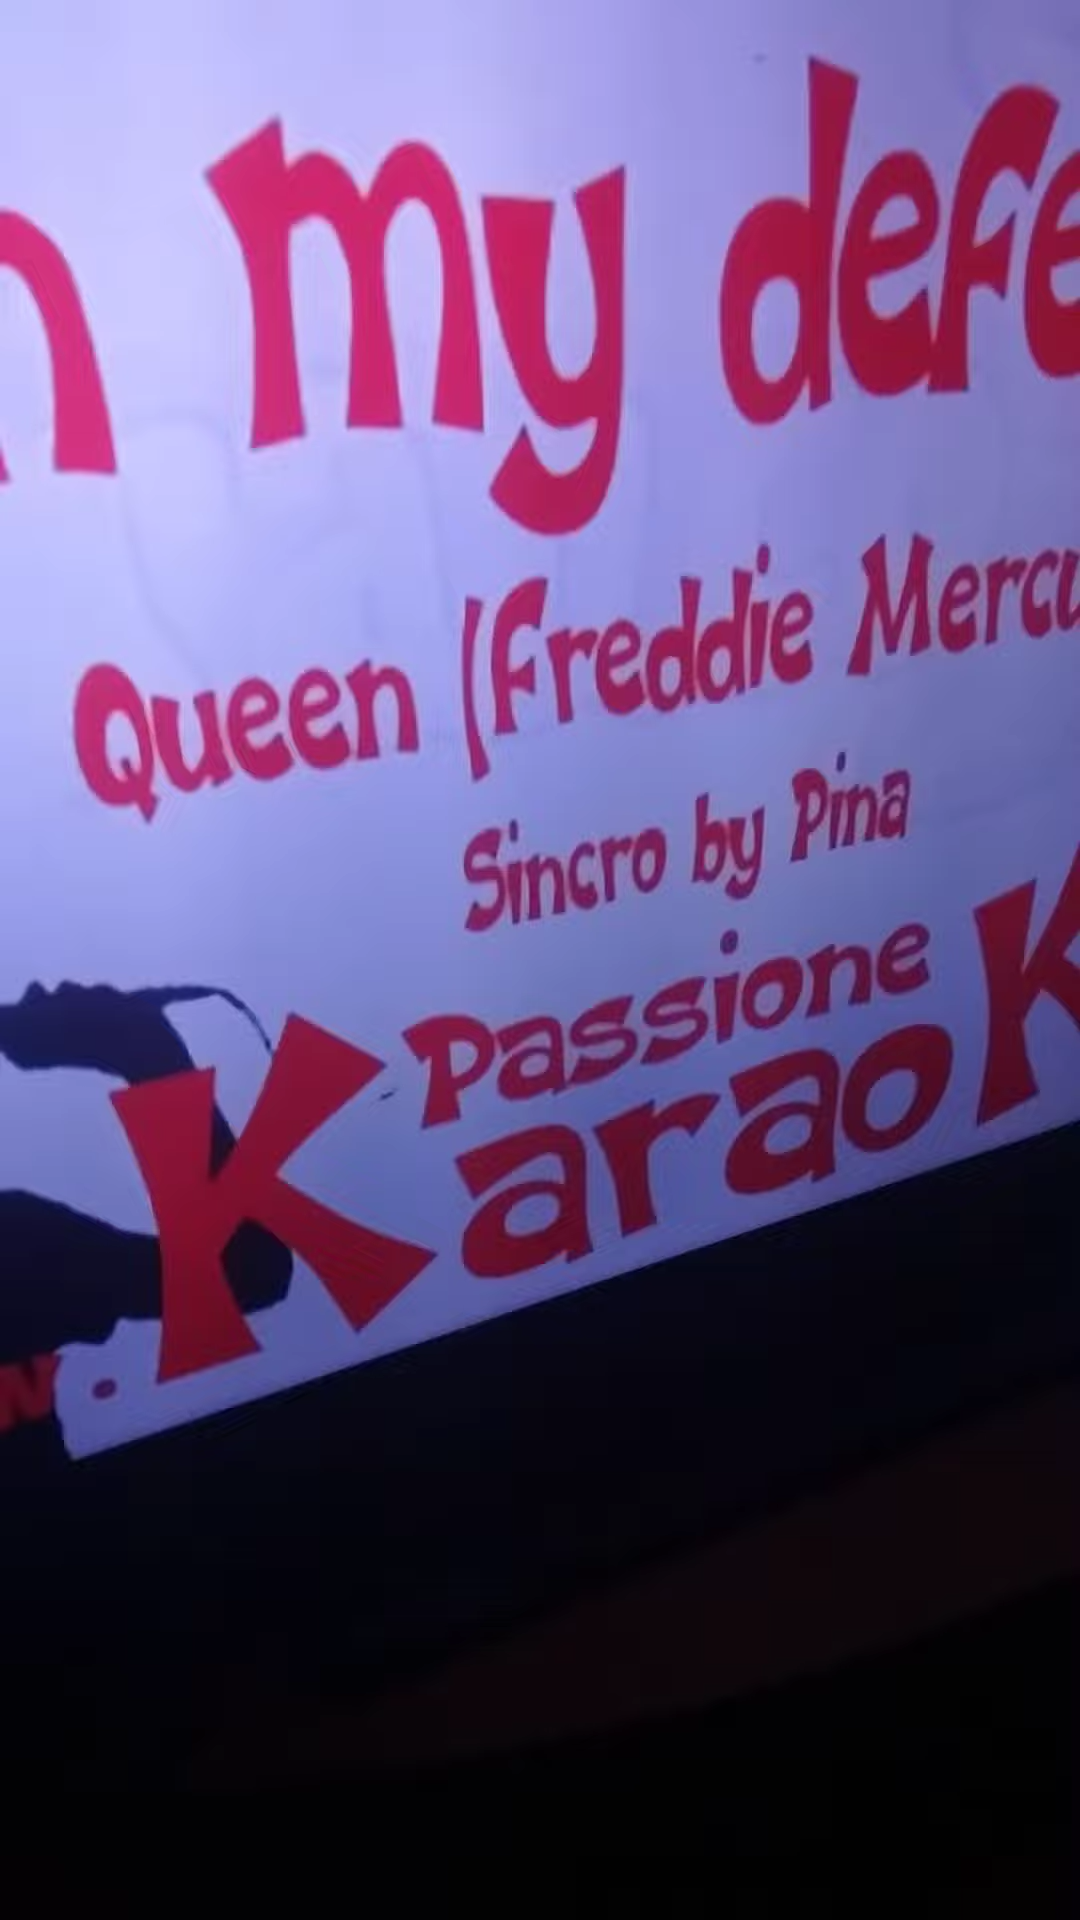 n my defe
Queen (Freddie Mercu
Sincro by Pina
Passione
KaraoK
N.